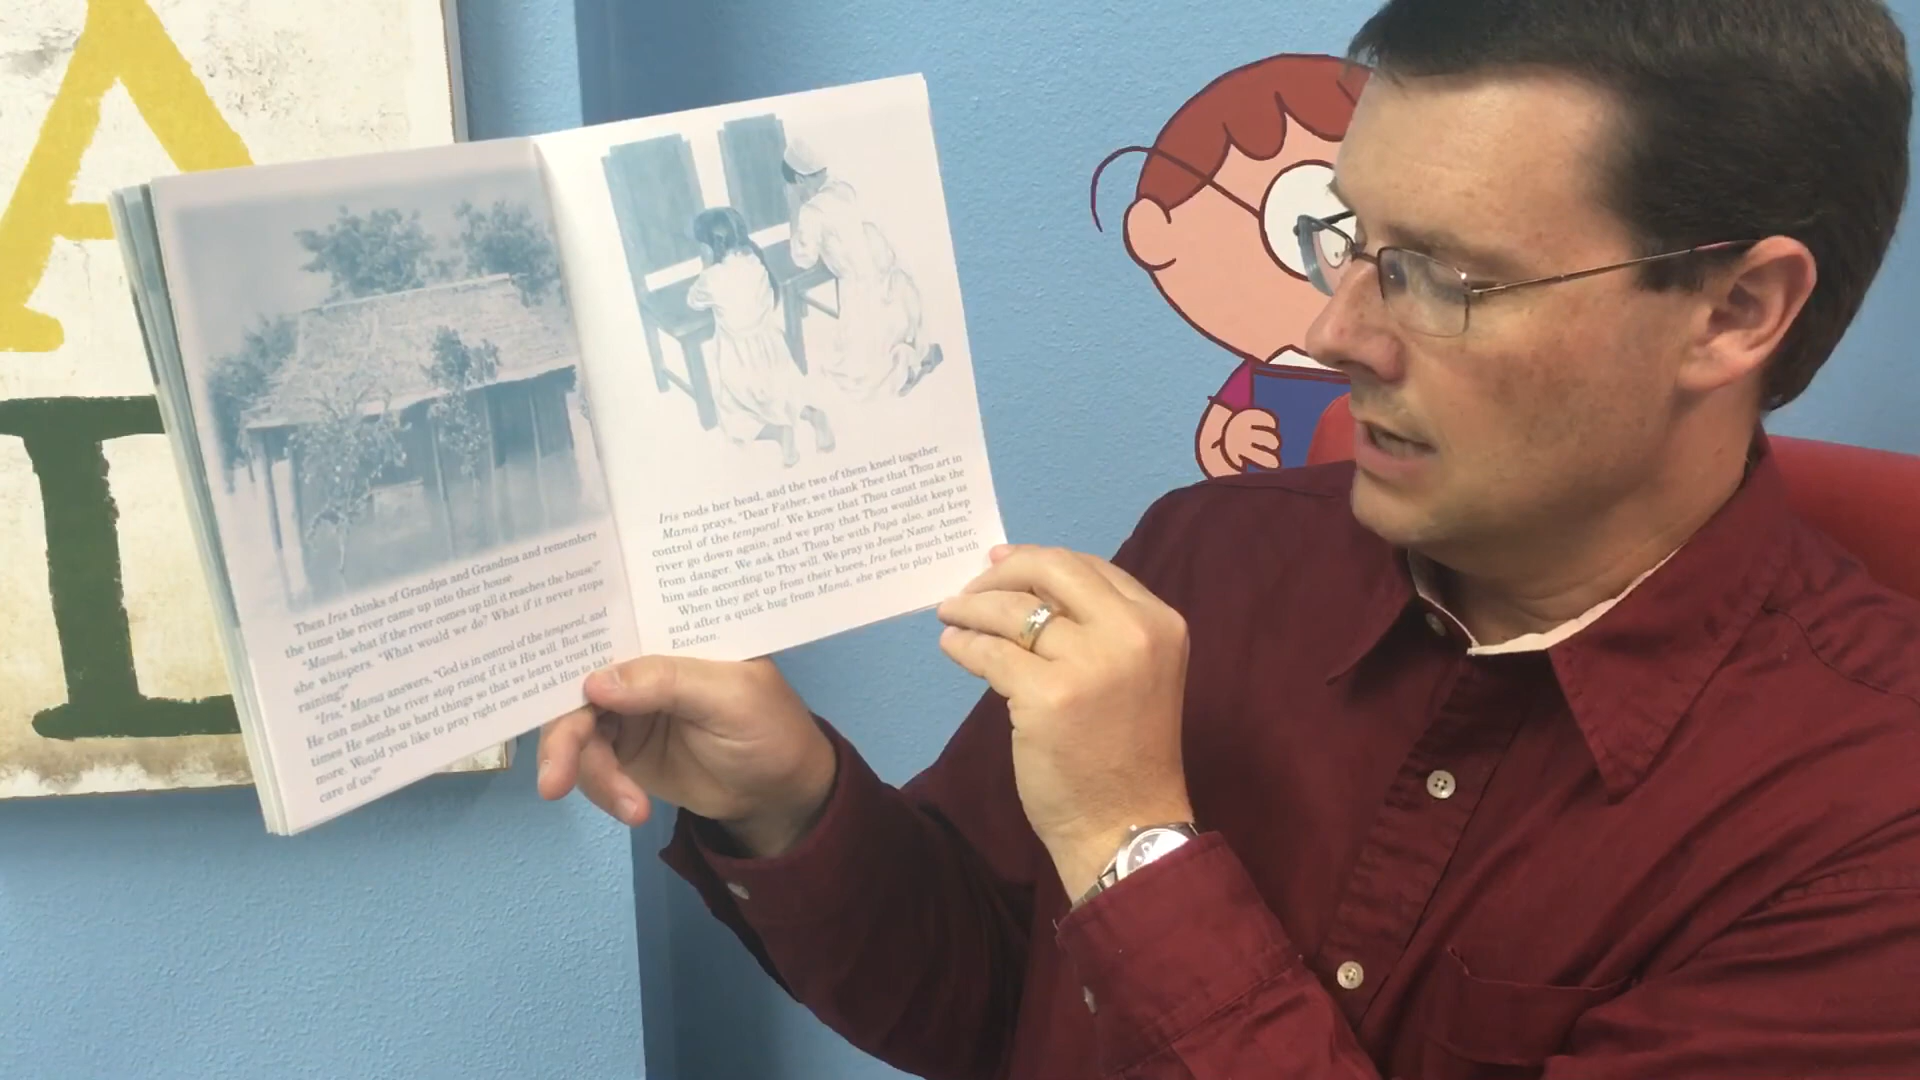 A
I
Then Iris thinks of Grandpa and Grandma and remembers
the time the river came up into their house.
"Mamá, what if the river comes up till it reaches the house?"
she whispers. "What would we do? What if it never stops
raining?"
"Iris," Mama answers, "God is in control of the temporal, and
He can make the river stop rising if it is His will. But some-
times He sends us hard things so that we learn to trust Him
more. Would you like to pray right now and ask Him to take
care of us?"
Iris nods her head, and the two of them kneel together.
Mamá prays, "Dear Father, we thank Thee that Thou art in
control of the temporal. We know that Thou canst make the
river go down again, and we pray that Thou wouldst keep us
from danger. We ask that Thou be with Papá also, and keep
him safe according to Thy will. We pray in Jesus' Name. Amen."
When they get up from their knees, Iris feels much better,
and after a quick hug from Mamá, she goes to play ball with
Esteban.